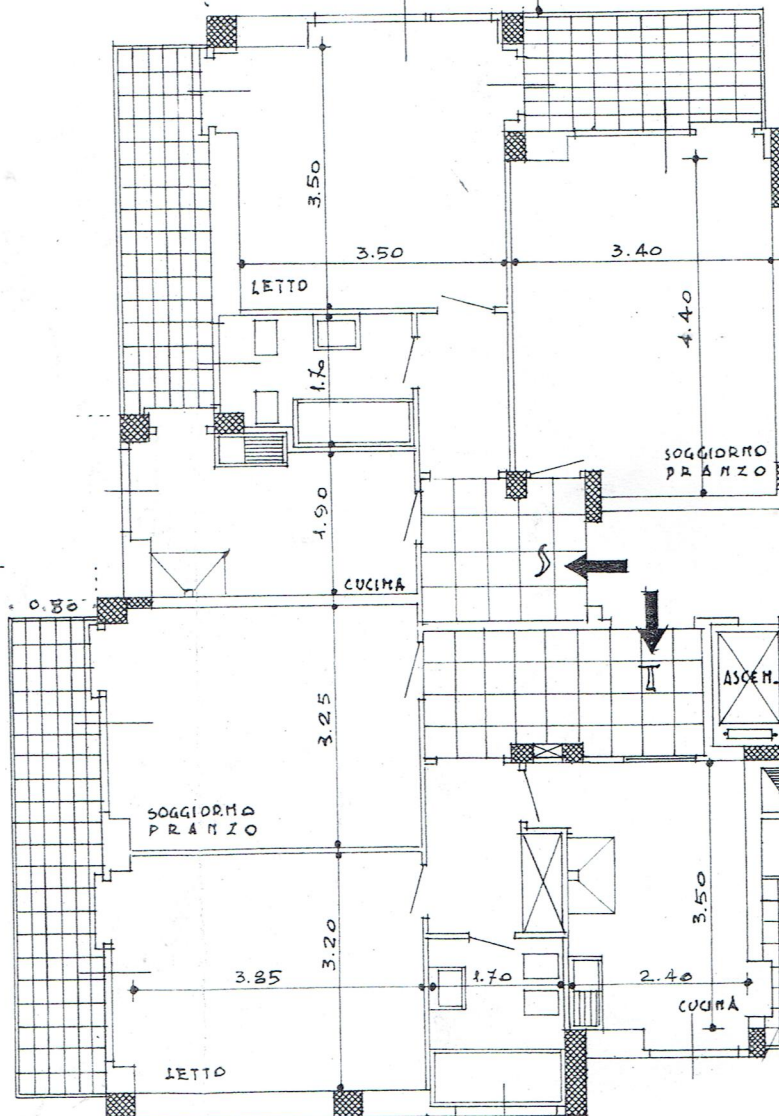 3.50
3.50
3.40
LETTO
4.40
1.70
SOGGIORNO
PRANZO
1.90
CUCINA
0.80
ASCEN.
3.25
SOGGIORNO
PRANZO
3.50
3.20
3.85
1.70
2.40
CUCINA
LETTO